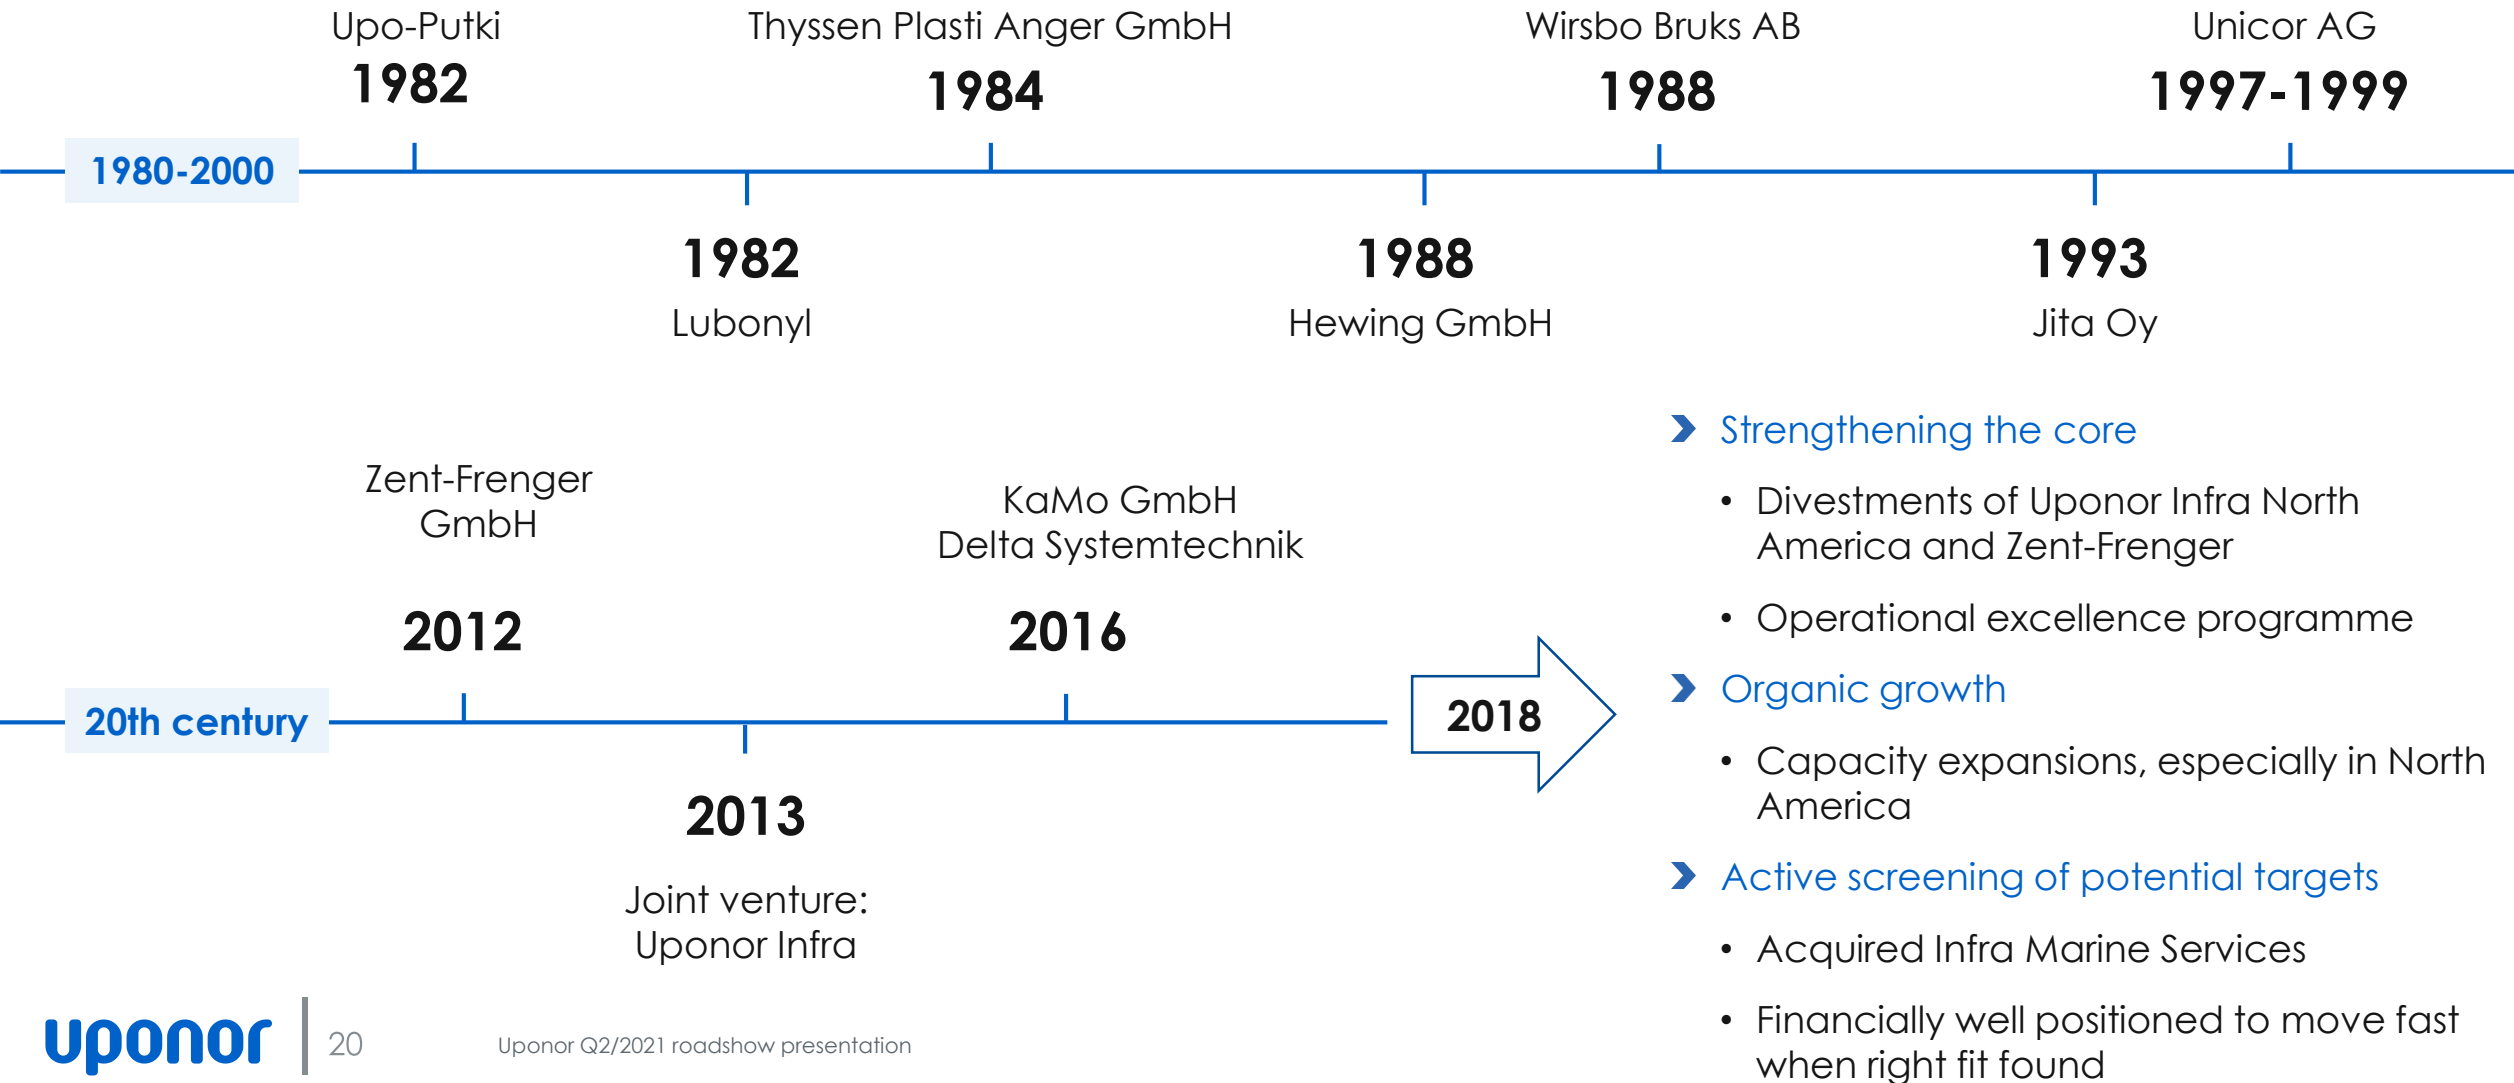 Upo-Putki
1982
Thyssen Plasti Anger GmbH
1984
Wirsbo Bruks AB
1988
Unicor AG
1997-1999
1980-2000
1982
Lubonyl
1988
Hewing GmbH
1993
Jita Oy
Zent-Frenger
GmbH
2012
KaMo GmbH
Delta Systemtechnik
2016
20th century
2013
Joint venture:
Uponor Infra
2018
Strengthening the core
• Divestments of Uponor Infra North
America and Zent-Frenger
• Operational excellence programme
Organic growth
• Capacity expansions, especially in North
America
Active screening of potential targets
• Acquired Infra Marine Services
• Financially well positioned to move fast
when right fit found
uponor
20
Uponor Q2/2021 roadshow presentation